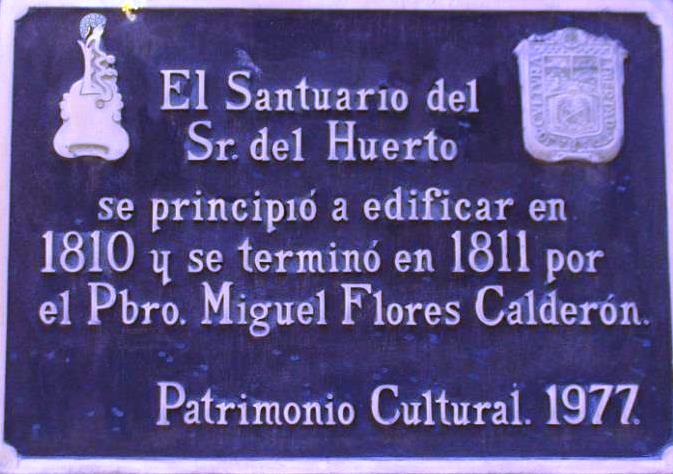 El Santuario del
Sr. del Huerto
se principió a edificar en
1810 y se terminó en 1811 por
el Pbro. Miguel Flores Calderón.
Patrimonio Cultural. 1977.